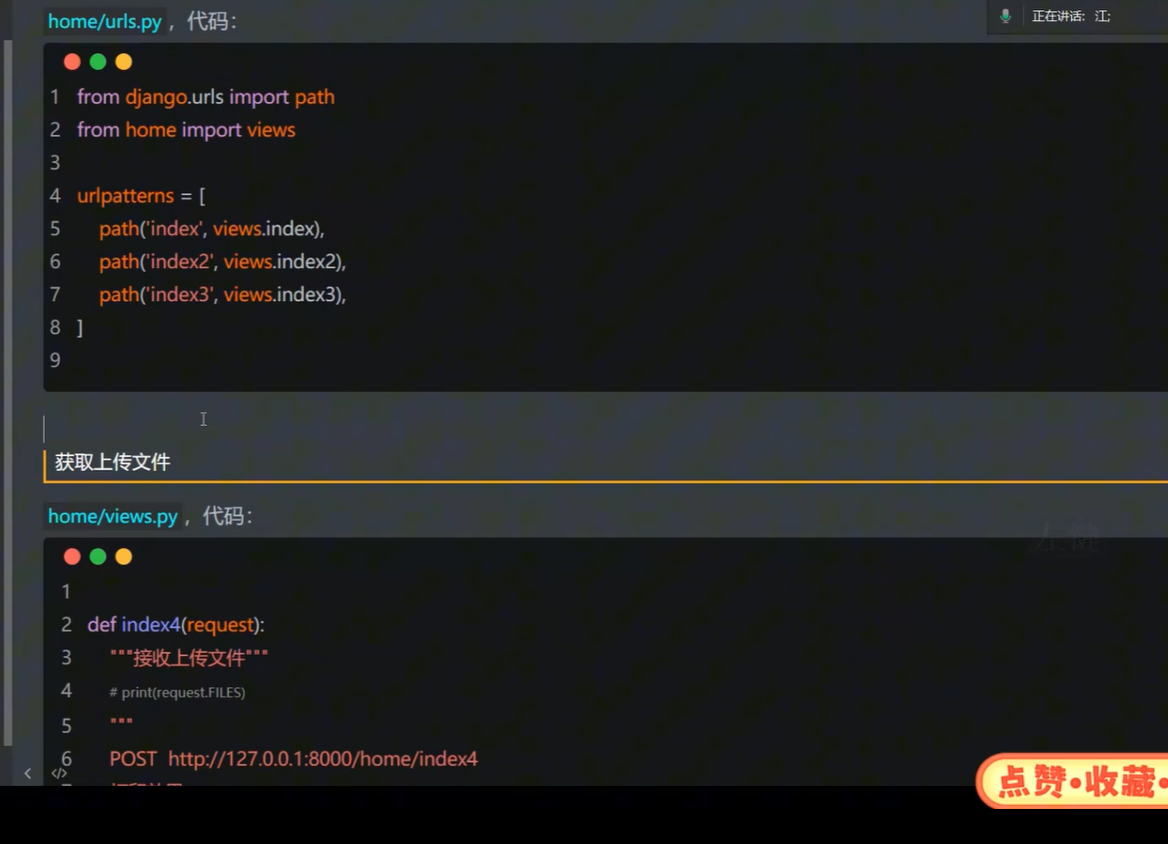 home/urls.py，代码：
正在讲话：江;
1 from django.urls import path
2 from home import views
3
4 urlpatterns = [
5     path('index', views.index),
6     path('index2', views.index2),
7     path('index3', views.index3),
8 ]
9
获取上传文件
home/views.py，代码：
1
2 def index4(request):
3     """接收上传文件"""
4     # print(request.FILES)
5     """
6     POST  http://127.0.0.1:8000/home/index4
点赞•收藏•